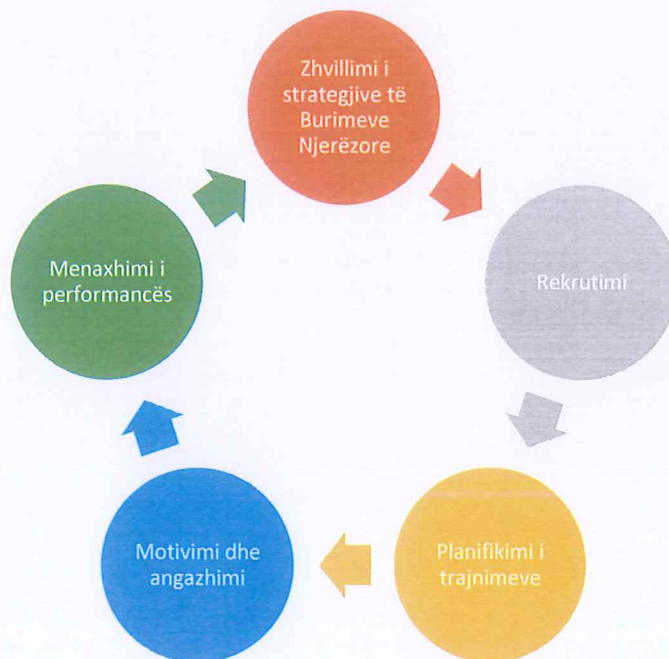 Zhvillimi i
strategjive të
Burimeve
Njerëzore
Rekrutimi
Planifikimi i
trajnimeve
Motivimi dhe
angazhimi
Menaxhimi i
performancës